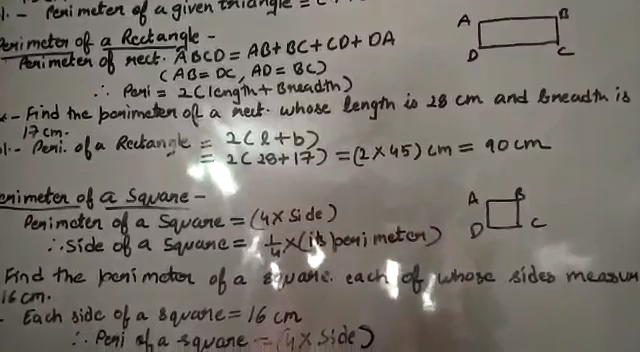 1. - Perimeter of a given triangle =
Perimeter of a Rectangle -
Perimeter of rect. ABCD = AB + BC + CD + DA
(AB = DC, AD = BC)
∴ Peri = 2(length + Breadth)
A B
D C
- Find the perimeter of a rect. whose length is 28 cm and breadth is
17 cm.
- Peri. of a Rectangle = 2(l + b)
= 2(28+17) = (2 × 45) cm = 90 cm
erimeter of a Square -
Perimeter of a Square = (4 × side)
∴ side of a square = 1/4 × (its perimeter)
A B
D C
Find the perimeter of a square. each of whose sides measur
16 cm.
- Each side of a square = 16 cm
∴ Peri of a square = (4 × side)